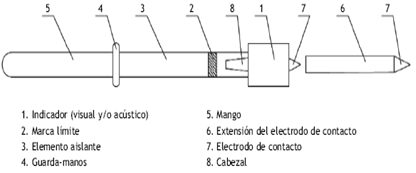 5 4 3 2 8 1 7 6 7
1. Indicador (visual y/o acústico)
2. Marca límite
3. Elemento aislante
4. Guarda-manos
5. Mango
6. Extensión del electrodo de contacto
7. Electrodo de contacto
8. Cabezal